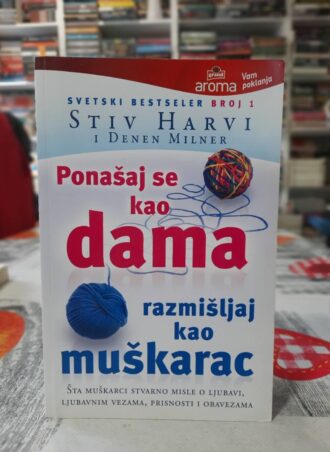 grand
aroma
Vam
poklanja
SVETSKI BESTSELER BROJ 1
STIV HARVI
I DENEN MILNER
Ponašaj se
kao
dama
razmišljaj
kao
muškarac
ŠTA MUŠKARCI STVARNO MISLE O LJUBAVI,
LJUBAVNIM VEZAMA, PRISNOSTI I OBAVEZAMA